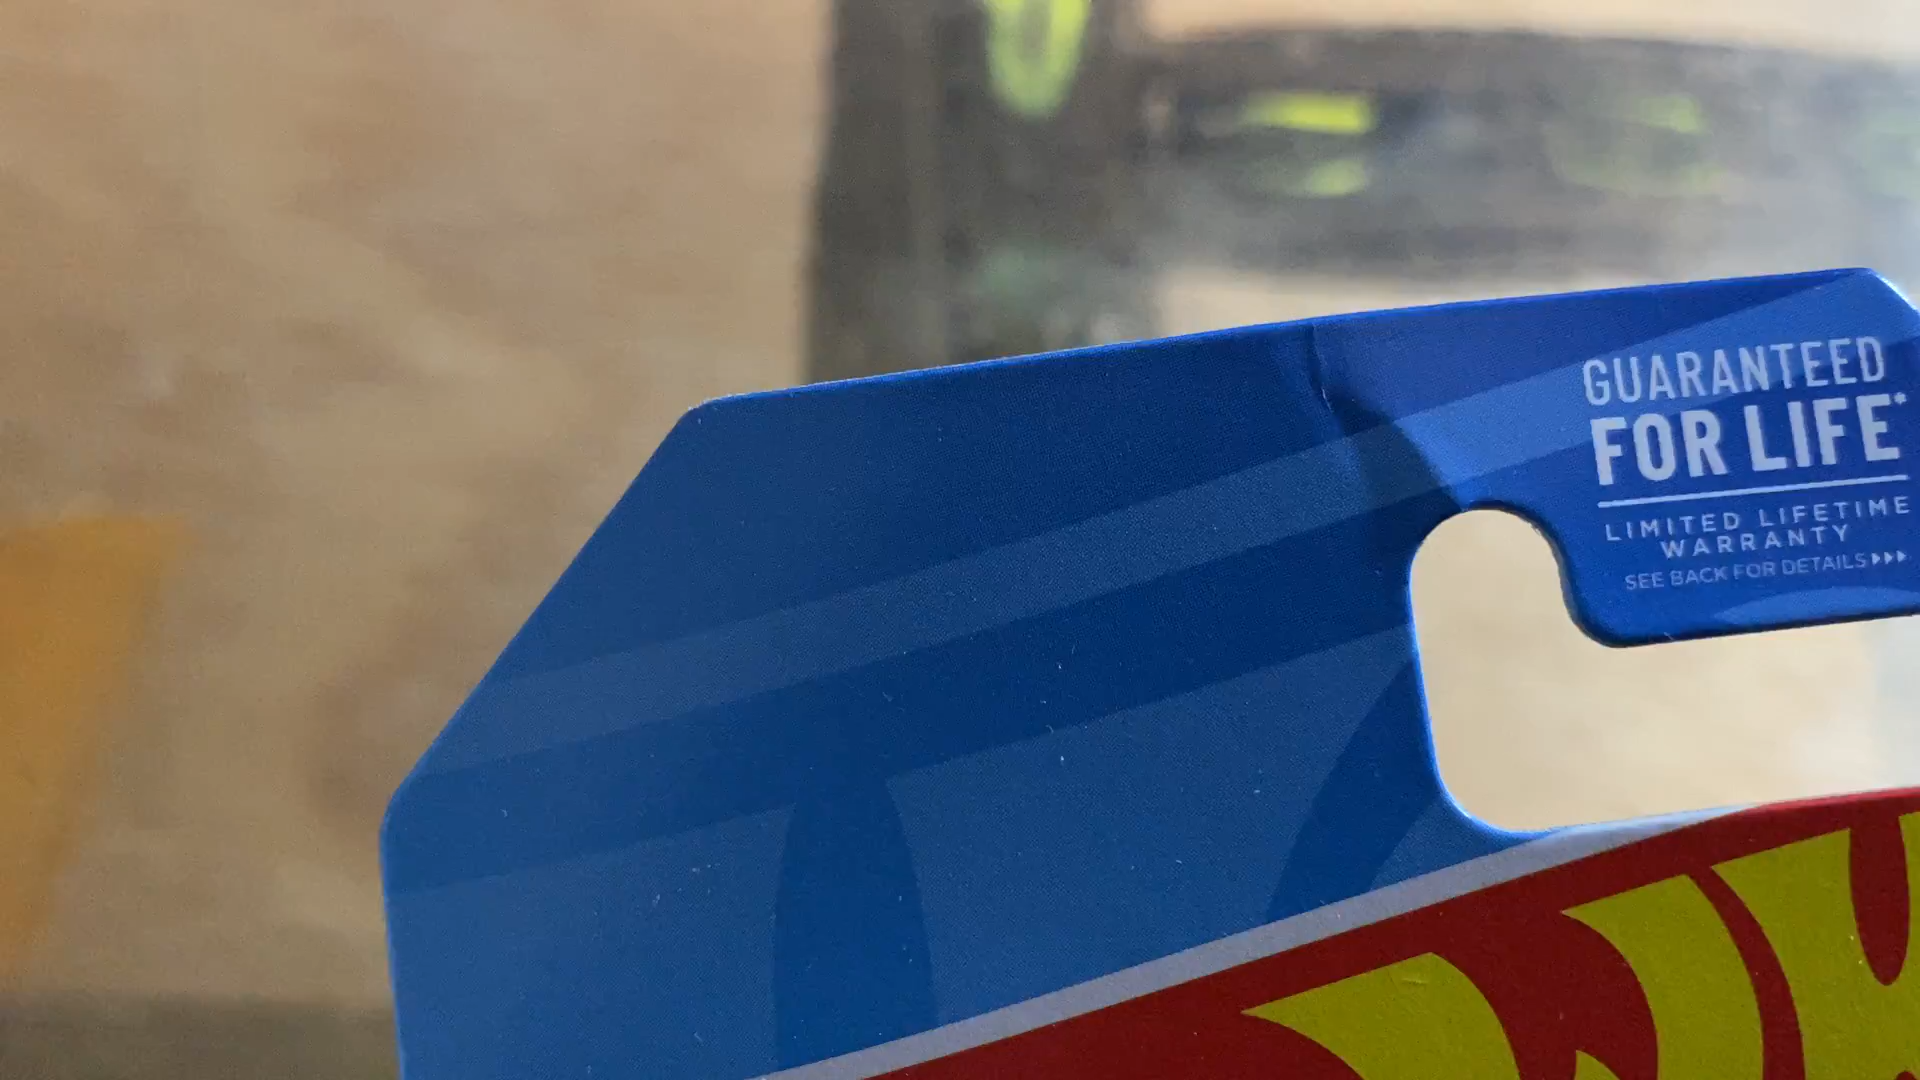 GUARANTEED
FOR LIFE*
LIMITED LIFETIME
WARRANTY
SEE BACK FOR DETAILS